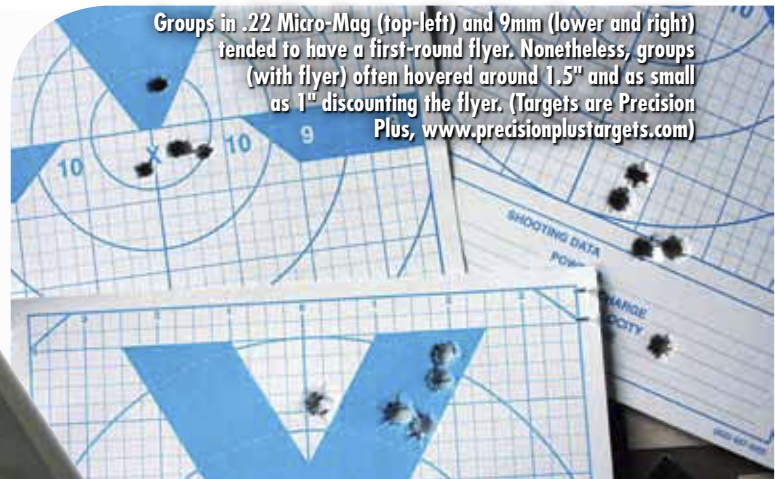 Groups in .22 Micro-Mag (top-left) and 9mm (lower and right)
tended to have a first-round flyer. Nonetheless, groups
(with flyer) often hovered around 1.5" and as small
as 1" discounting the flyer. (Targets are Precision
Plus, www.precisionplustargets.com)
10
10
X
10
9
SHOOTING DATA
CHARGE